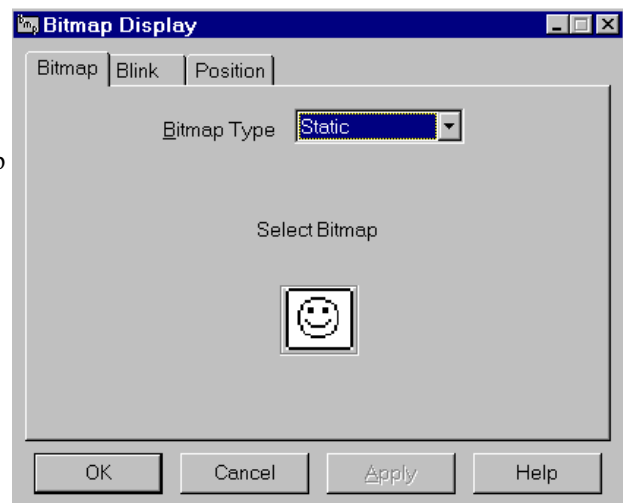 Bitmap Display
Bitmap Blink Position
Bitmap Type Static
Select Bitmap
OK Cancel Apply Help